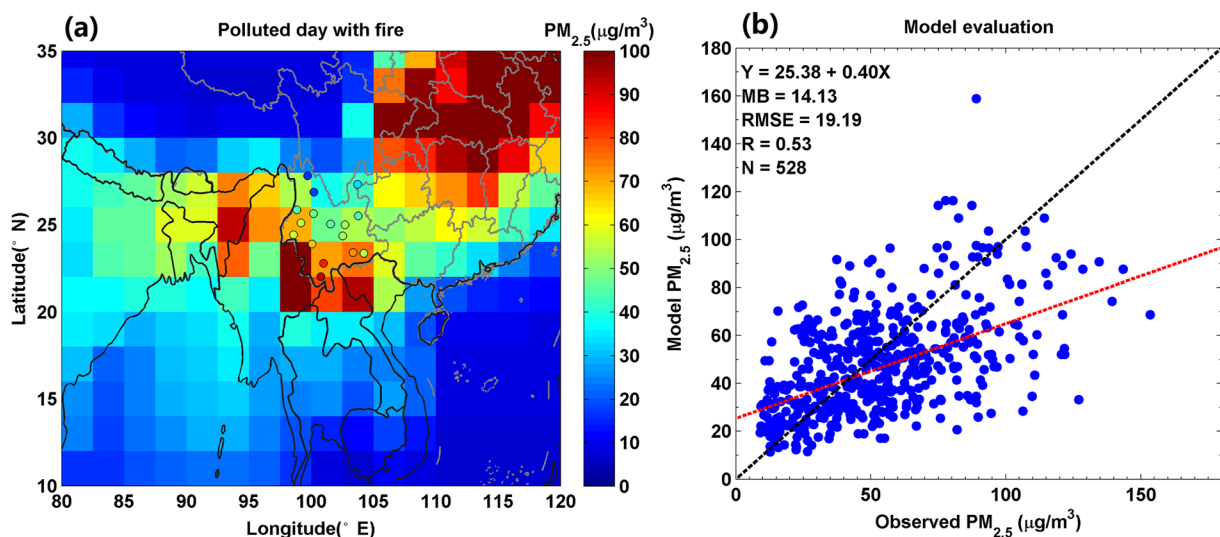 (a)
Polluted day with fire
PM2.5(μg/m³)
35
30
25
20
15
10
80 85 90 95 100 105 110 115 120
Latitude(° N)
Longitude(° E)
100
90
80
70
60
50
40
30
20
10
0
(b)
Model evaluation
Y = 25.38 + 0.40X
MB = 14.13
RMSE = 19.19
R = 0.53
N = 528
180
160
140
120
100
80
60
40
20
0
0 50 100 150
Model PM2.5 (μg/m³)
Observed PM2.5 (μg/m³)